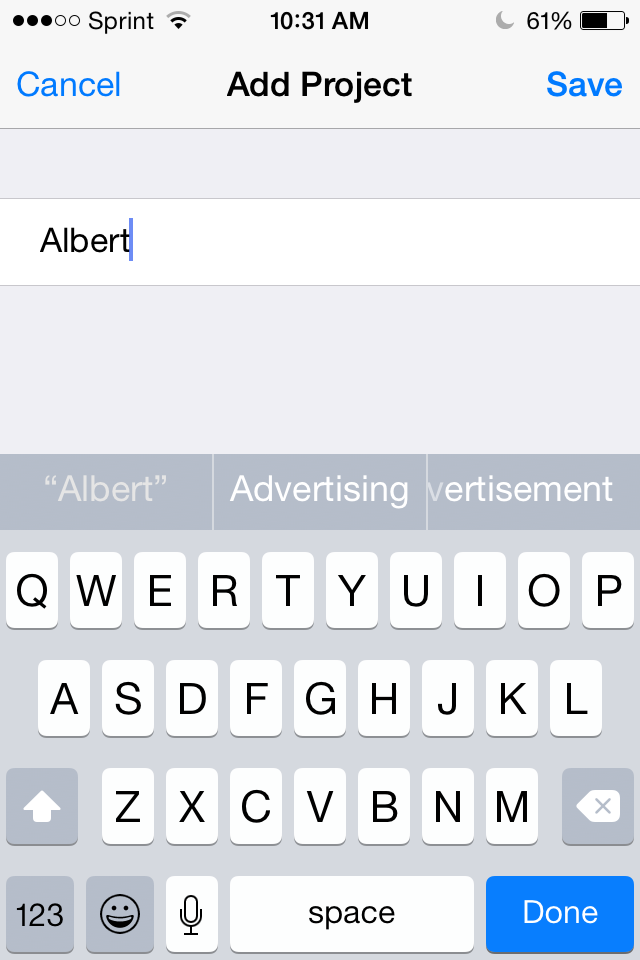 Sprint 10:31 AM 61%
Cancel Add Project Save
Albert
“Albert” Advertising vertisement
Q W E R T Y U I O P
A S D F G H J K L
Z X C V B N M
123 space Done